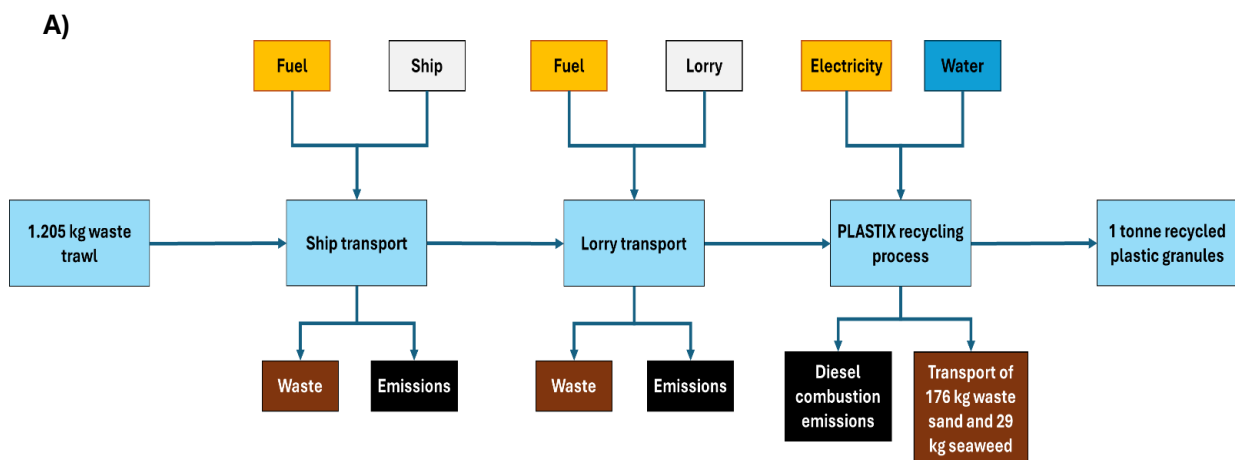 A)
Fuel
Ship
Fuel
Lorry
Electricity
Water
1.205 kg waste
trawl
Ship transport
Lorry transport
PLASTIX recycling
process
1 tonne recycled
plastic granules
Waste
Emissions
Waste
Emissions
Diesel
combustion
emissions
Transport of
176 kg waste
sand and 29
kg seaweed